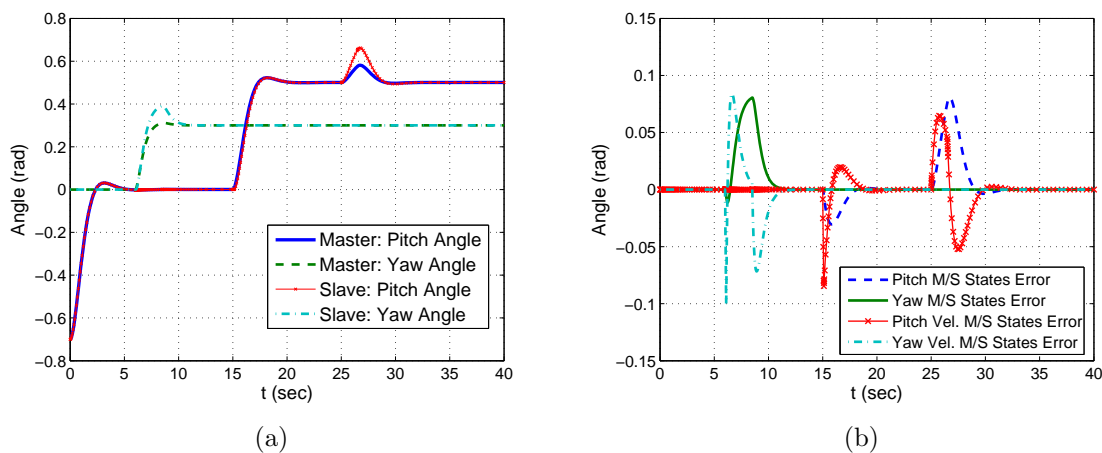 0.8
0.6
0.4
0.2
0
−0.2
−0.4
−0.6
−0.8
Angle (rad)
0 5 10 15 20 25 30 35 40
t (sec)
Master: Pitch Angle
Master: Yaw Angle
Slave: Pitch Angle
Slave: Yaw Angle
(a)
0.15
0.1
0.05
0
−0.05
−0.1
−0.15
Angle (rad)
0 5 10 15 20 25 30 35 40
t (sec)
Pitch M/S States Error
Yaw M/S States Error
Pitch Vel. M/S States Error
Yaw Vel. M/S States Error
(b)